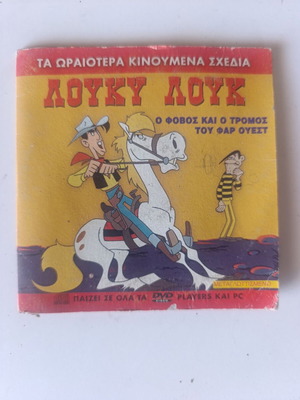 ΤΑ ΩΡΑΙΟΤΕΡΑ ΚΙΝΟΥΜΕΝΑ ΣΧΕΔΙΑ
ΛΟΥΚΥ ΛΟΥΚ
Ο ΦΟΒΟΣ ΚΑΙ Ο ΤΡΟΜΟΣ
ΤΟΥ ΦΑΡ ΟΥΕΣΤ
ΜΕΤΑΓΛΩΤΤΙΣΜΕΝΟ
ΠΑΙΖΕΙ ΣΕ ΟΛΑ ΤΑ DVD PLAYERS ΚΑΙ PC